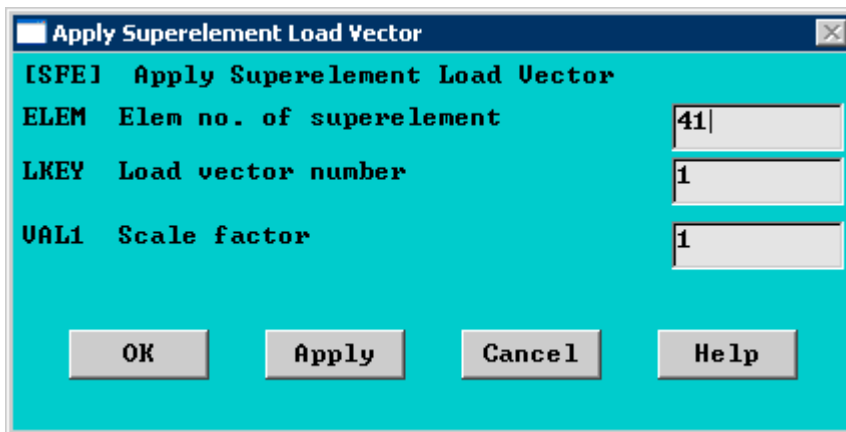 Apply Superelement Load Vector
[SFE] Apply Superelement Load Vector
ELEM Elem no. of superelement 41
LKEY Load vector number 1
VAL1 Scale factor 1
OK Apply Cancel Help